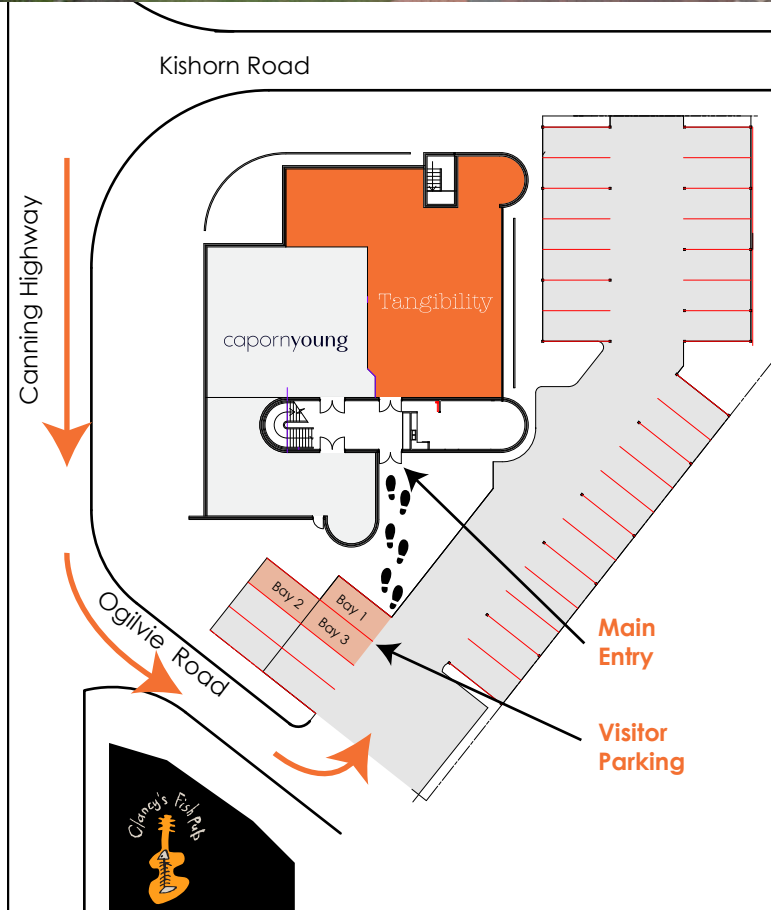 Kishorn Road
Canning Highway
Tangibility
capornyoung
Bay 1
Bay 2
Bay 3
Ogilvie Road
Main
Entry
Visitor
Parking
Clancy's Fish Pub